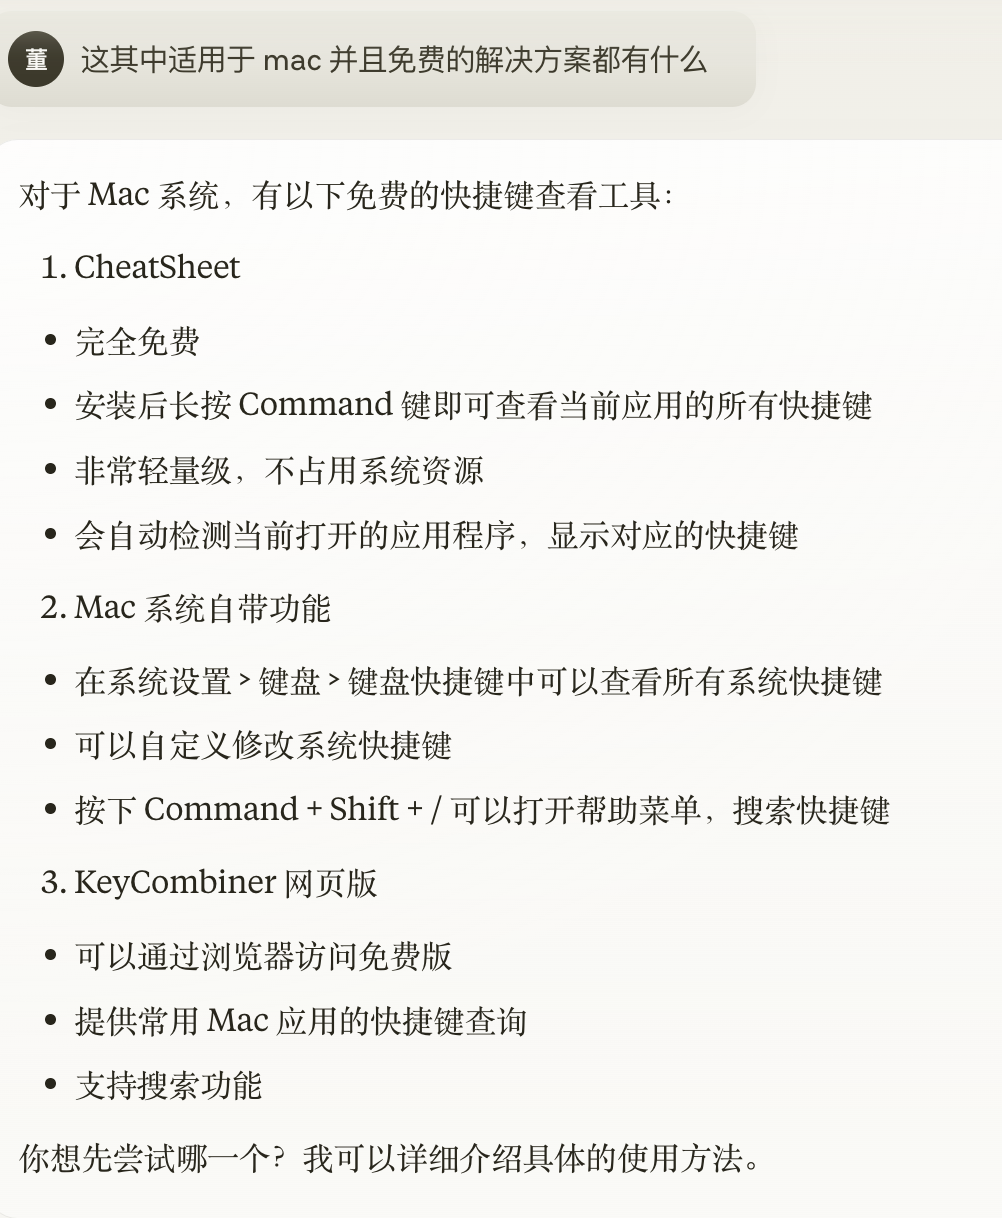 董 这其中适用于 mac 并且免费的解决方案都有什么
对于 Mac 系统，有以下免费的快捷键查看工具：
1. CheatSheet
• 完全免费
• 安装后长按 Command 键即可查看当前应用的所有快捷键
• 非常轻量级，不占用系统资源
• 会自动检测当前打开的应用程序，显示对应的快捷键
2. Mac 系统自带功能
• 在系统设置 > 键盘 > 键盘快捷键中可以查看所有系统快捷键
• 可以自定义修改系统快捷键
• 按下 Command + Shift + / 可以打开帮助菜单，搜索快捷键
3. KeyCombiner 网页版
• 可以通过浏览器访问免费版
• 提供常用 Mac 应用的快捷键查询
• 支持搜索功能
你想先尝试哪一个？我可以详细介绍具体的使用方法。